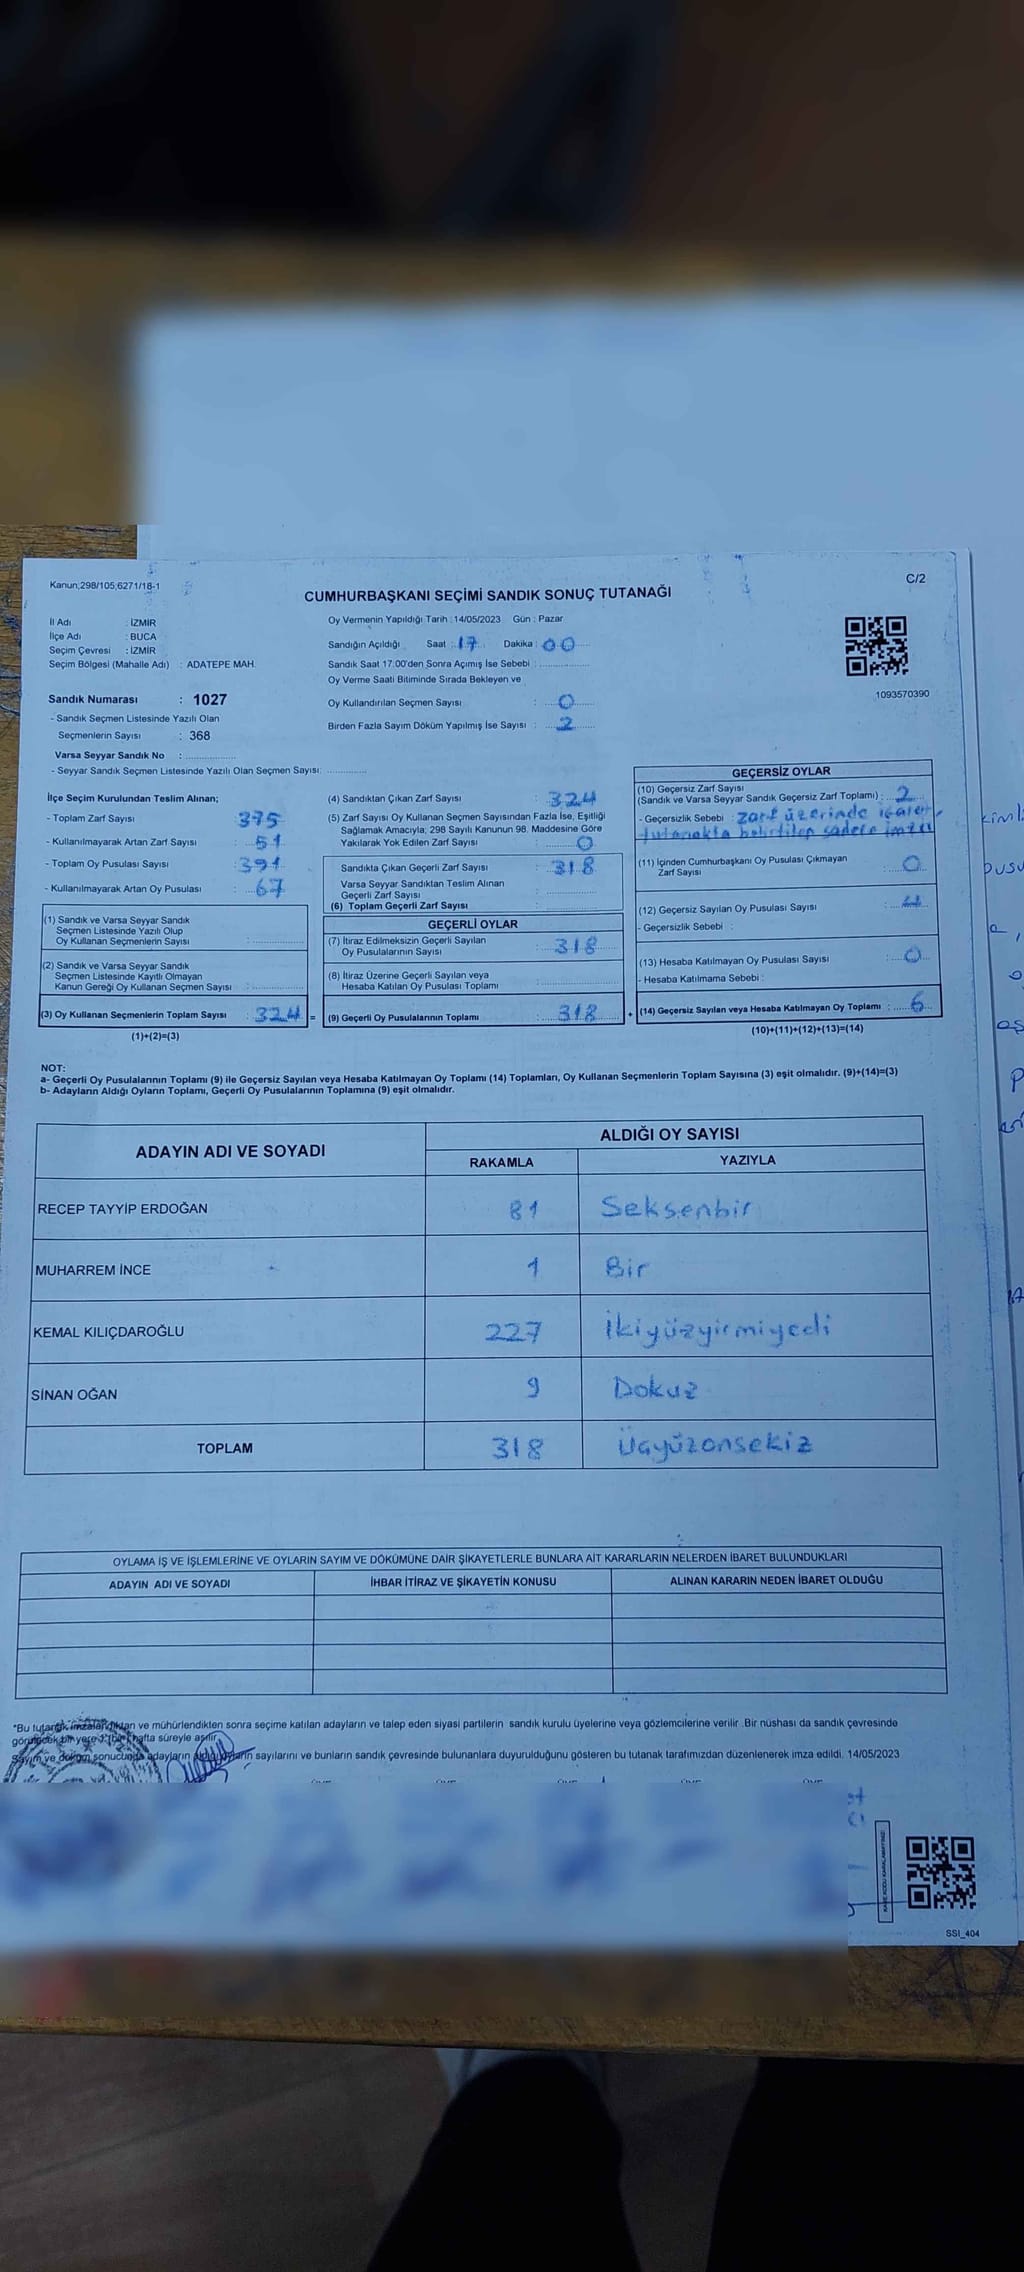 Kanun;298/105,6271/18-1
C/2
CUMHURBAŞKANI SEÇİMİ SANDIK SONUÇ TUTANAĞI
İl Adı : İZMİR
İlçe Adı : BUCA
Seçim Çevresi : İZMİR
Seçim Bölgesi (Mahalle Adı) : ADATEPE MAH.
Oy Vermenin Yapıldığı Tarih : 14/05/2023 Gün : Pazar
Sandığın Açıldığı Saat : 17 Dakika : 00
Sandık Saat 17:00'den Sonra Açımış İse Sebebi :
Oy Verme Saati Bitiminde Sırada Bekleyen ve
Oy Kullandırılan Seçmen Sayısı : 0
Birden Fazla Sayım Döküm Yapılmış İse Sayısı : 2
1093570390
Sandık Numarası : 1027
- Sandık Seçmen Listesinde Yazılı Olan
Seçmenlerin Sayısı : 368
Varsa Seyyar Sandık No :
- Seyyar Sandık Seçmen Listesinde Yazılı Olan Seçmen Sayısı:
İlçe Seçim Kurulundan Teslim Alınan;
- Toplam Zarf Sayısı : 375
- Kullanılmayarak Artan Zarf Sayısı : 51
- Toplam Oy Pusulası Sayısı : 391
- Kullanılmayarak Artan Oy Pusulası : 67
(1) Sandık ve Varsa Seyyar Sandık
Seçmen Listesinde Yazılı Olup
Oy Kullanan Seçmenlerin Sayısı :
(2) Sandık ve Varsa Seyyar Sandık
Seçmen Listesinde Kayıtlı Olmayan
Kanun Gereği Oy Kullanan Seçmen Sayısı :
(3) Oy Kullanan Seçmenlerin Toplam Sayısı : 324 =
(1)+(2)=(3)
(4) Sandıktan Çıkan Zarf Sayısı : 324
(5) Zarf Sayısı Oy Kullanan Seçmen Sayısından Fazla İse, Eşitliği
Sağlamak Amacıyla; 298 Sayılı Kanunun 98. Maddesine Göre
Yakılarak Yok Edilen Zarf Sayısı : 0
Sandıkta Çıkan Geçerli Zarf Sayısı : 318
Varsa Seyyar Sandıktan Teslim Alınan
Geçerli Zarf Sayısı :
(6) Toplam Geçerli Zarf Sayısı :
GEÇERLİ OYLAR
(7) İtiraz Edilmeksizin Geçerli Sayılan
Oy Pusulalarının Sayısı : 318
(8) İtiraz Üzerine Geçerli Sayılan veya
Hesaba Katılan Oy Pusulası Toplamı :
(9) Geçerli Oy Pusulalarının Toplamı : 318 +
GEÇERSİZ OYLAR
(10) Geçersiz Zarf Sayısı
(Sandık ve Varsa Seyyar Sandık Geçersiz Zarf Toplamı) : 2
- Geçersizlik Sebebi : zarf üzerinde işaret,
tutanakta belirtilen sadece imza
(11) İçinden Cumhurbaşkanı Oy Pusulası Çıkmayan
Zarf Sayısı : 0
(12) Geçersiz Sayılan Oy Pusulası Sayısı : 4
- Geçersizlik Sebebi :
(13) Hesaba Katılmayan Oy Pusulası Sayısı : 0
- Hesaba Katılmama Sebebi :
(14) Geçersiz Sayılan veya Hesaba Katılmayan Oy Toplamı : 6
(10)+(11)+(12)+(13)=(14)
NOT:
a- Geçerli Oy Pusulalarının Toplamı (9) ile Geçersiz Sayılan veya Hesaba Katılmayan Oy Toplamı (14) Toplamları, Oy Kullanan Seçmenlerin Toplam Sayısına (3) eşit olmalıdır. (9)+(14)=(3)
b- Adayların Aldığı Oyların Toplamı, Geçerli Oy Pusulalarının Toplamına (9) eşit olmalıdır.
ADAYIN ADI VE SOYADI
ALDIĞI OY SAYISI
RAKAMLA YAZIYLA
RECEP TAYYİP ERDOĞAN 81 Seksenbir
MUHARREM İNCE 1 Bir
KEMAL KILIÇDAROĞLU 227 İkiyüzyirmiyedi
SİNAN OĞAN 9 Dokuz
TOPLAM 318 Üçyüzonsekiz
OYLAMA İŞ VE İŞLEMLERİNE VE OYLARIN SAYIM VE DÖKÜMÜNE DAİR ŞİKAYETLERLE BUNLARA AİT KARARLARIN NELERDEN İBARET BULUNDUKLARI
ADAYIN ADI VE SOYADI İHBAR İTİRAZ VE ŞİKAYETİN KONUSU ALINAN KARARIN NEDEN İBARET OLDUĞU
*Bu tutanak imzalandıktan ve mühürlendikten sonra seçime katılan adayların ve talep eden siyasi partilerin sandık kurulu üyelerine veya gözlemcilerine verilir. Bir nüshası da sandık çevresinde
görülecek bir yere 1 (bir) hafta süreyle asılır.
Sayım ve döküm sonucunda adayların aldığı oyların sayılarını ve bunların sandık çevresinde bulunanlara duyurulduğunu gösteren bu tutanak tarafımızdan düzenlenerek imza edildi. 14/05/2023
SSI_404